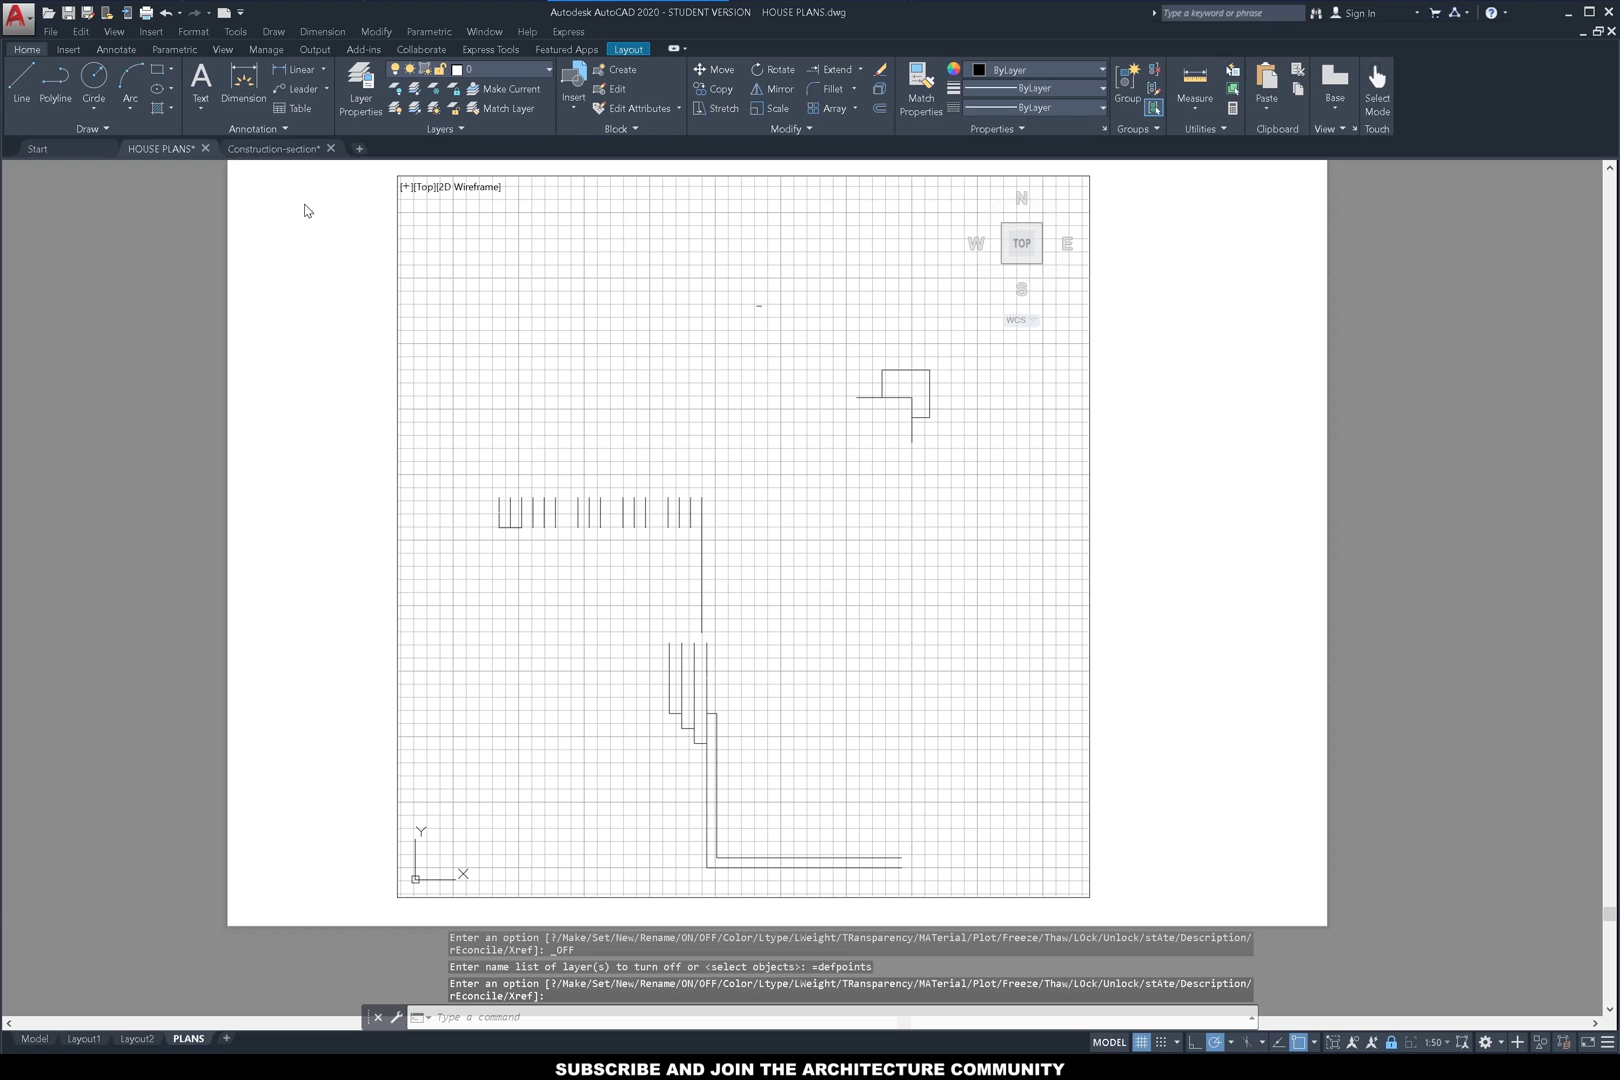 Autodesk AutoCAD 2020 - STUDENT VERSION HOUSE PLANS.dwg
Type a keyword or phrase
Sign In
File Edit View Insert Format Tools Draw Dimension Modify Parametric Window Help Express
Home Insert Annotate Parametric View Manage Output Add-ins Collaborate Express Tools Featured Apps Layout
Line Polyline Circle Arc
Draw
Text Dimension
Linear
Leader
Table
Annotation
Layer Properties
0
Make Current
Match Layer
Layers
Insert
Create
Edit
Edit Attributes
Block
Move Rotate Extend
Copy Mirror Fillet
Stretch Scale Array
Modify
Match Properties
ByLayer
ByLayer
ByLayer
Properties
Group
Groups
Measure
Utilities
Paste
Clipboard
Base
View
Select Mode
Touch
Start
HOUSE PLANS*
Construction-section*
[+][Top][2D Wireframe]
N
W TOP E
S
WCS
Y
X
Enter an option [?/Make/Set/New/Rename/ON/OFF/Color/Ltype/LWeight/TRansparency/MATerial/Plot/Freeze/Thaw/LOck/Unlock/stAte/Description/
rEconcile/Xref]: _OFF
Enter name list of layer(s) to turn off or <select objects>: =defpoints
Enter an option [?/Make/Set/New/Rename/ON/OFF/Color/Ltype/LWeight/TRansparency/MATerial/Plot/Freeze/Thaw/LOck/Unlock/stAte/Description/
rEconcile/Xref]:
Type a command
Model Layout1 Layout2 PLANS
MODEL
1:50
SUBSCRIBE AND JOIN THE ARCHITECTURE COMMUNITY